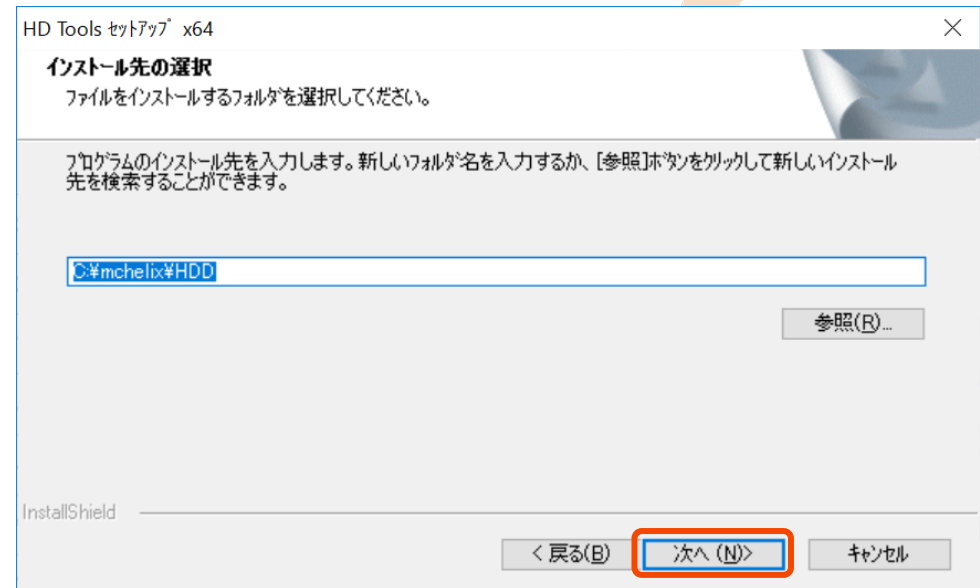 HD Tools ｾｯﾄｱｯﾌﾟ x64
インストール先の選択
ファイルをインストールするフォルダを選択してください。
プログラムのインストール先を入力します。新しいフォルダ名を入力するか、[参照]ボタンをクリックして新しいインストール
先を検索することができます。
C:¥mchelix¥HDD
参照(R)...
InstallShield
< 戻る(B)
次へ (N)>
ｷｬﾝｾﾙ